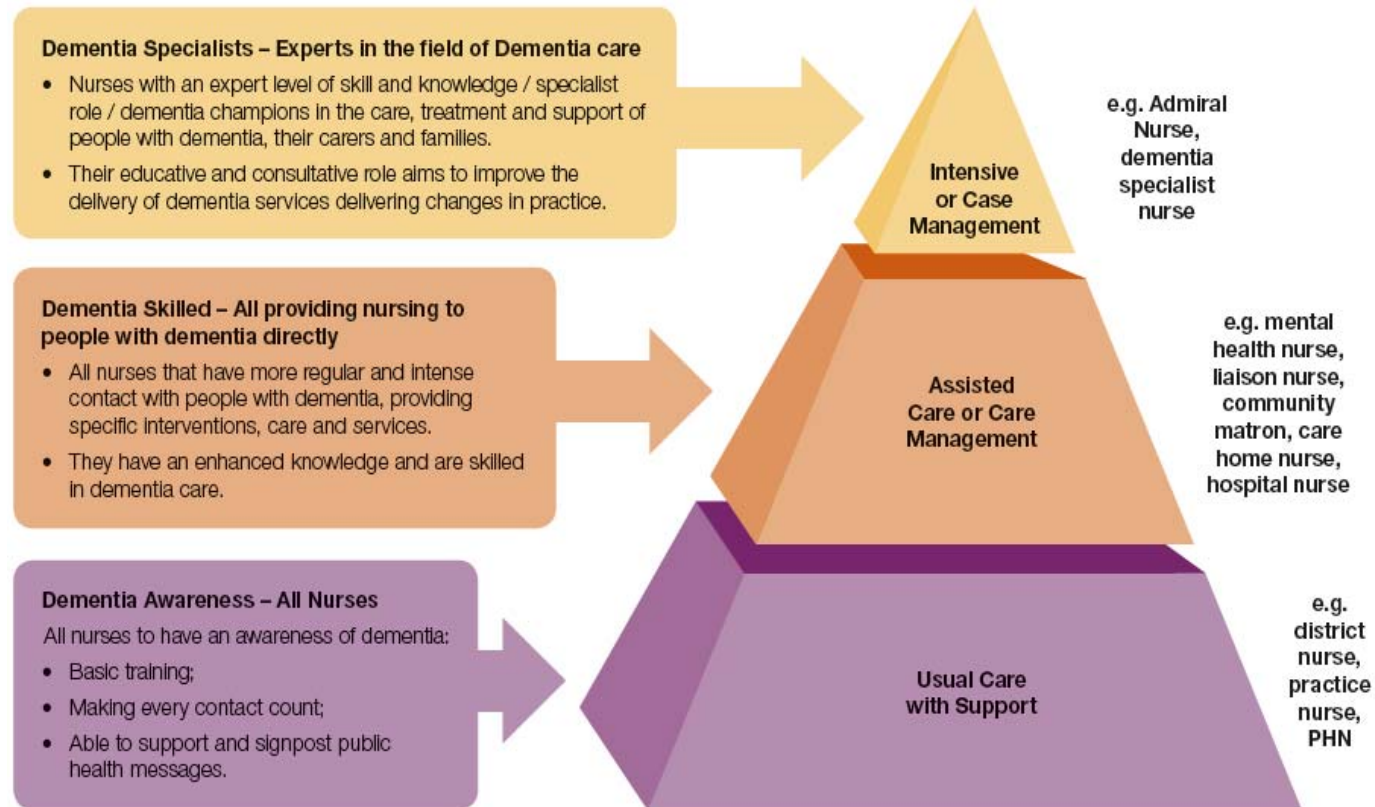 Dementia Specialists – Experts in the field of Dementia care
• Nurses with an expert level of skill and knowledge / specialist
role / dementia champions in the care, treatment and support of
people with dementia, their carers and families.
• Their educative and consultative role aims to improve the
delivery of dementia services delivering changes in practice.
Intensive
or Case
Management
e.g. Admiral
Nurse,
dementia
specialist
nurse
Dementia Skilled – All providing nursing to
people with dementia directly
• All nurses that have more regular and intense
contact with people with dementia, providing
specific interventions, care and services.
• They have an enhanced knowledge and are skilled
in dementia care.
Assisted
Care or Care
Management
e.g. mental
health nurse,
liaison nurse,
community
matron, care
home nurse,
hospital nurse
Dementia Awareness – All Nurses
All nurses to have an awareness of dementia:
• Basic training;
• Making every contact count;
• Able to support and signpost public
health messages.
Usual Care
with Support
e.g.
district
nurse,
practice
nurse,
PHN